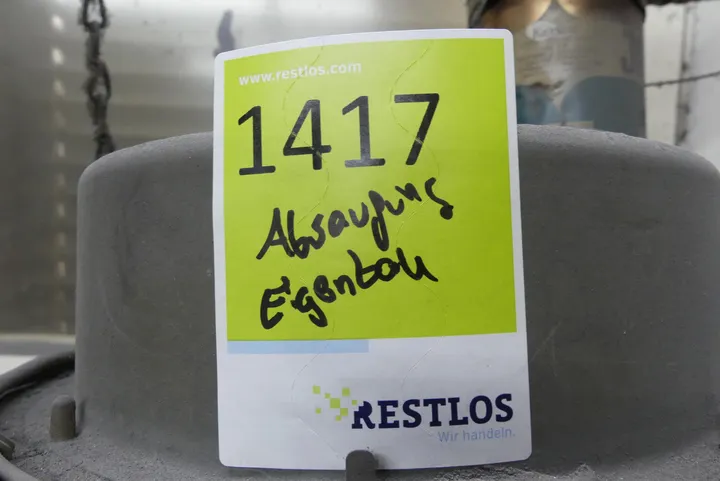 www.restlos.com
1417
Absaugung
Eigenbau
RESTLOS
Wir handeln.